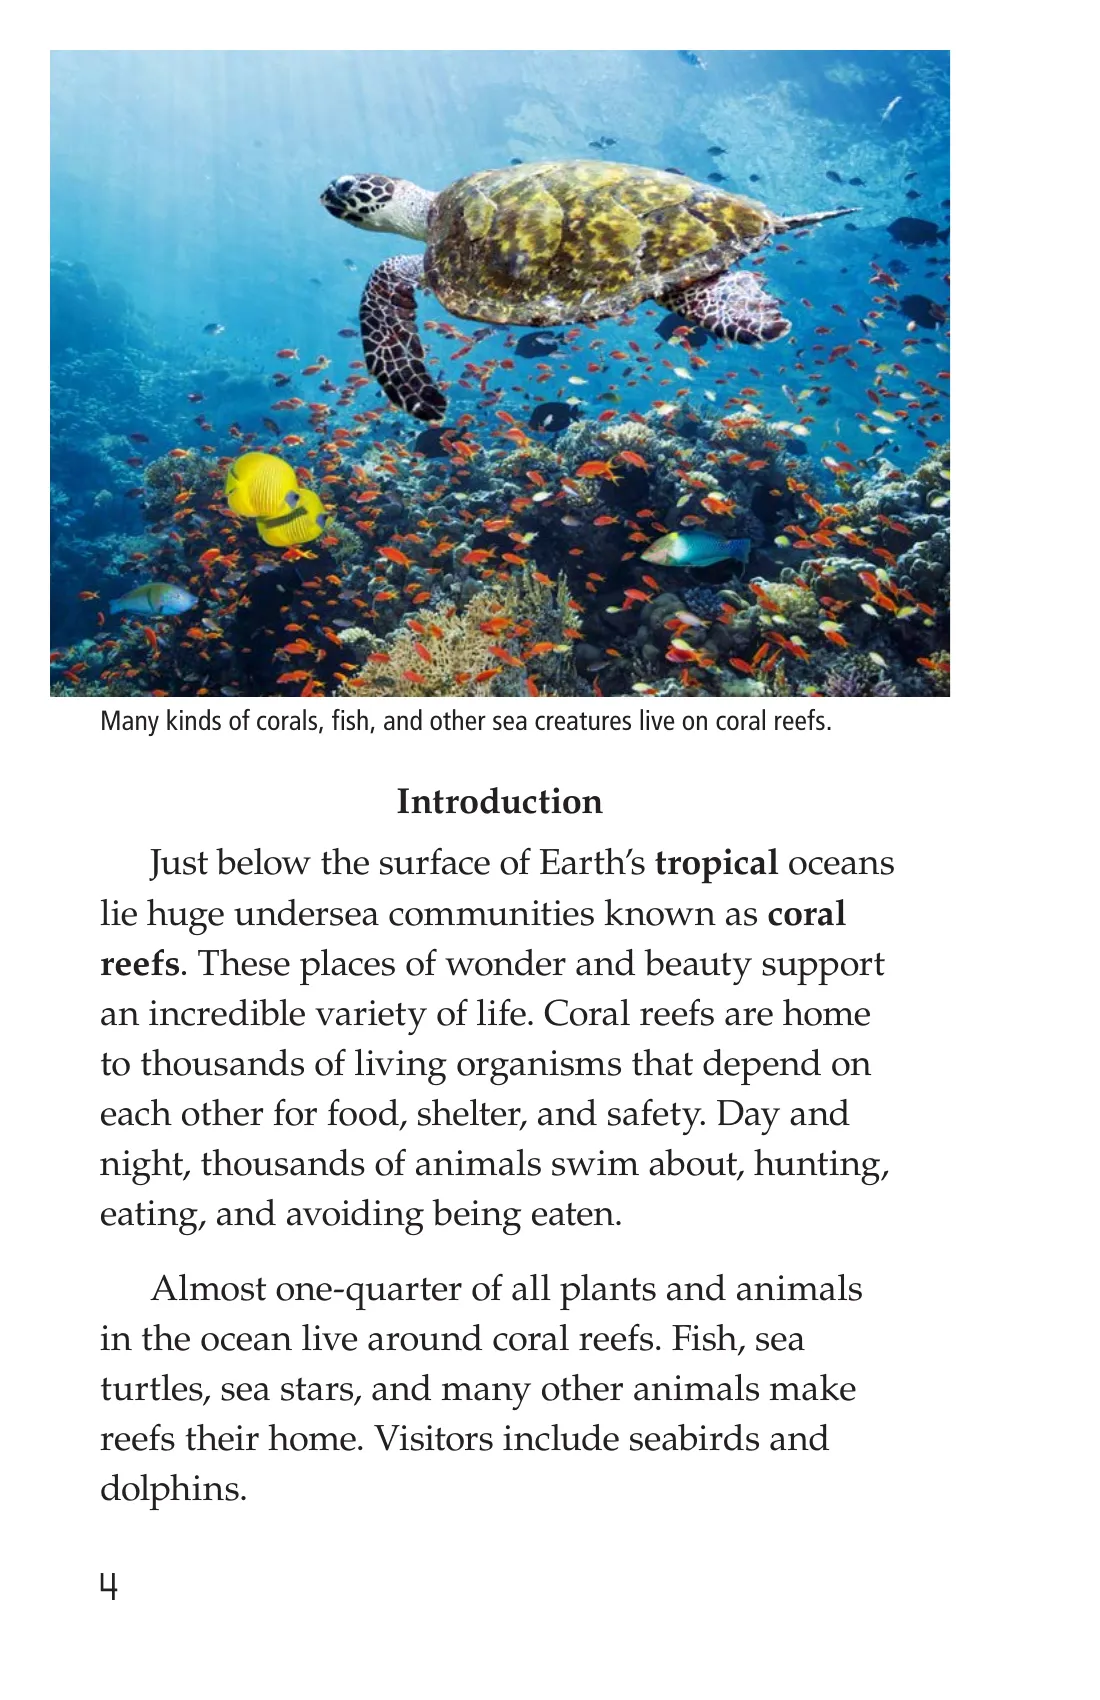 Many kinds of corals, fish, and other sea creatures live on coral reefs.
Introduction
Just below the surface of Earth’s tropical oceans
lie huge undersea communities known as coral
reefs. These places of wonder and beauty support
an incredible variety of life. Coral reefs are home
to thousands of living organisms that depend on
each other for food, shelter, and safety. Day and
night, thousands of animals swim about, hunting,
eating, and avoiding being eaten.
Almost one-quarter of all plants and animals
in the ocean live around coral reefs. Fish, sea
turtles, sea stars, and many other animals make
reefs their home. Visitors include seabirds and
dolphins.
4